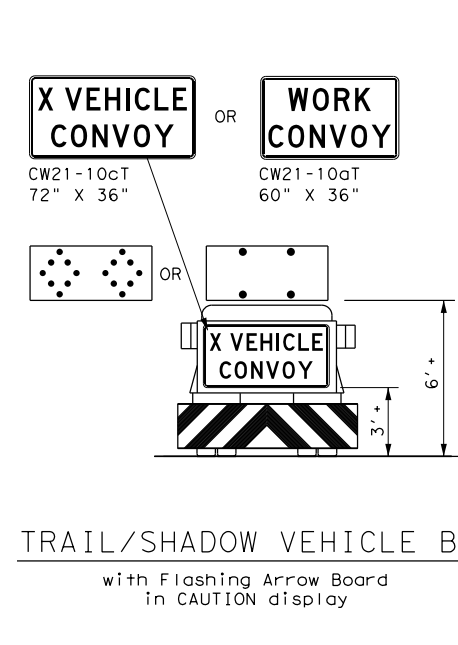 X VEHICLE
CONVOY
OR
WORK
CONVOY
CW21-10cT
72" X 36"
CW21-10aT
60" X 36"
OR
X VEHICLE
CONVOY
6'+
3'+
TRAIL/SHADOW VEHICLE B
with Flashing Arrow Board
in CAUTION display